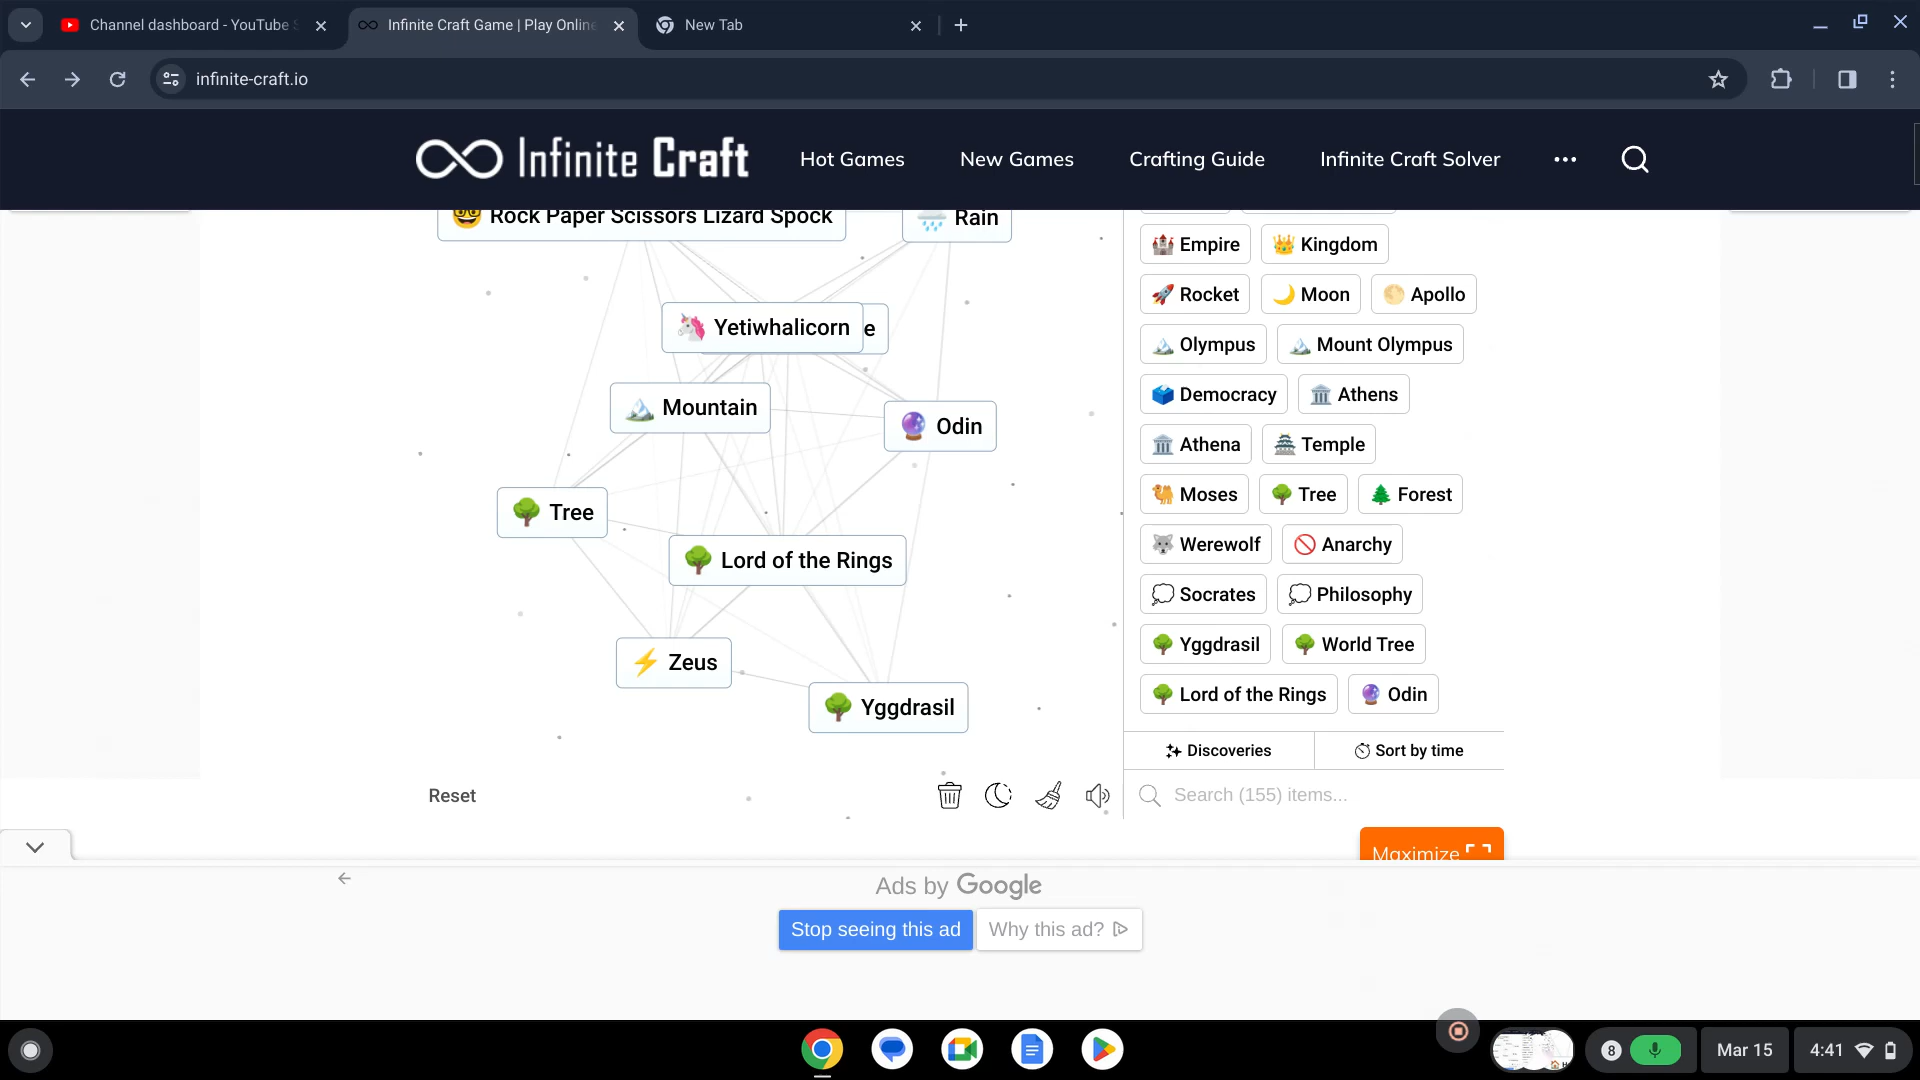 Channel dashboard - YouTube S
Infinite Craft Game | Play Online
New Tab
infinite-craft.io
Infinite Craft
Hot Games
New Games
Crafting Guide
Infinite Craft Solver
Rock Paper Scissors Lizard Spock
Rain
Yetiwhalicorn
e
Mountain
Odin
Tree
Lord of the Rings
Zeus
Yggdrasil
Reset
Empire Kingdom
Rocket Moon Apollo
Olympus Mount Olympus
Democracy Athens
Athena Temple
Moses Tree Forest
Werewolf Anarchy
Socrates Philosophy
Yggdrasil World Tree
Lord of the Rings Odin
Discoveries Sort by time
Search (155) items...
Maximize
Ads by Google
Stop seeing this ad Why this ad?
8 Mar 15 4:41